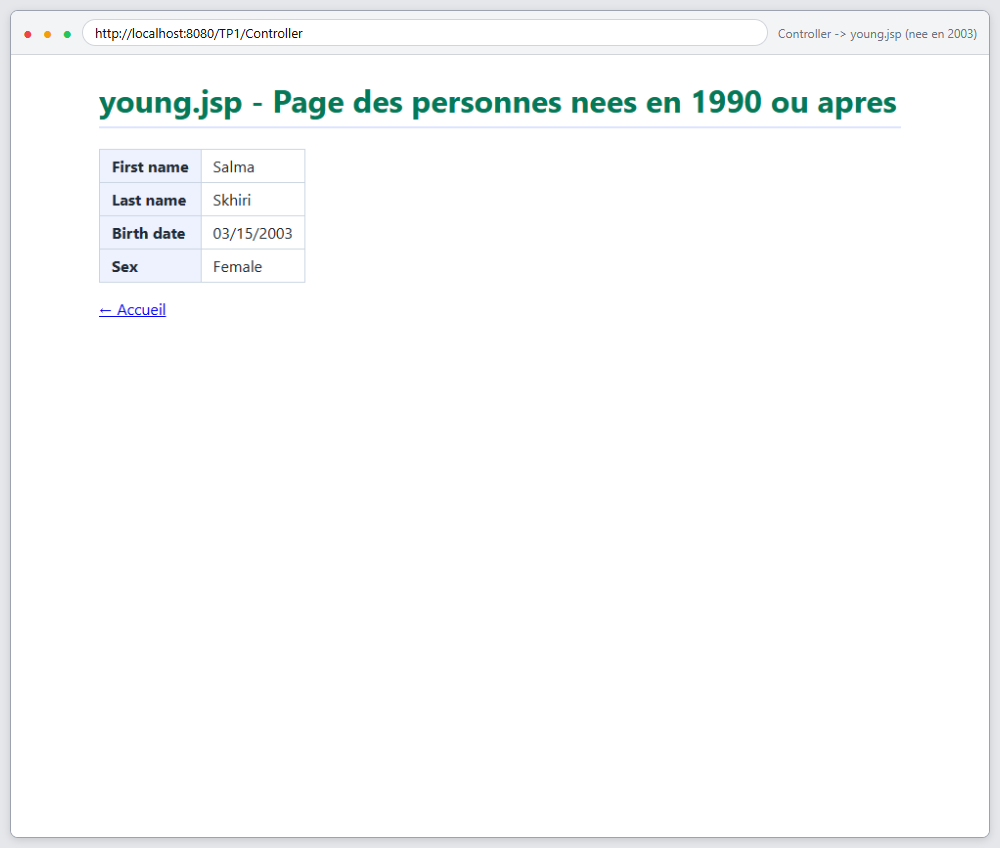 http://localhost:8080/TP1/Controller
Controller -> young.jsp (nee en 2003)
young.jsp - Page des personnes nees en 1990 ou apres
First name Salma
Last name Skhiri
Birth date 03/15/2003
Sex Female
← Accueil